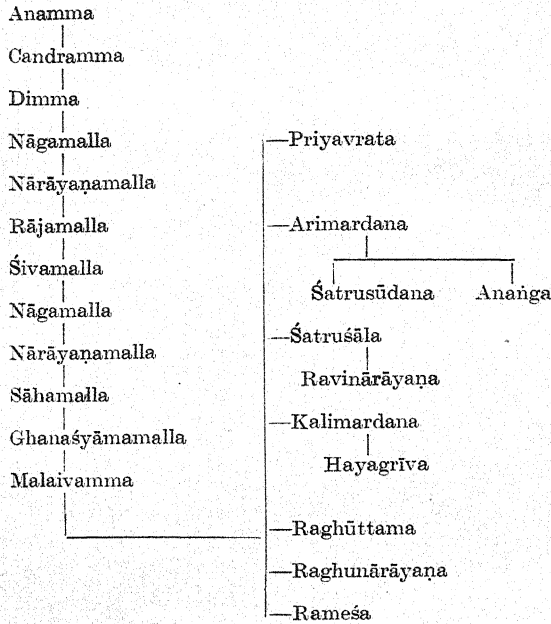 Anamma
Candramma
Dimma
Nāgamalla
Nārāyaṇamalla
Rājamalla
Śivamalla
Nāgamalla
Nārāyaṇamalla
Sāhamalla
Ghanaśyāmamalla
Malaivamma
—Priyavrata
—Arimardana
Śatrusūdana Anaṅga
—Śatruśāla
Ravinārāyaṇa
—Kalimardana
Hayagrīva
—Raghūttama
—Raghunārāyaṇa
—Rameśa